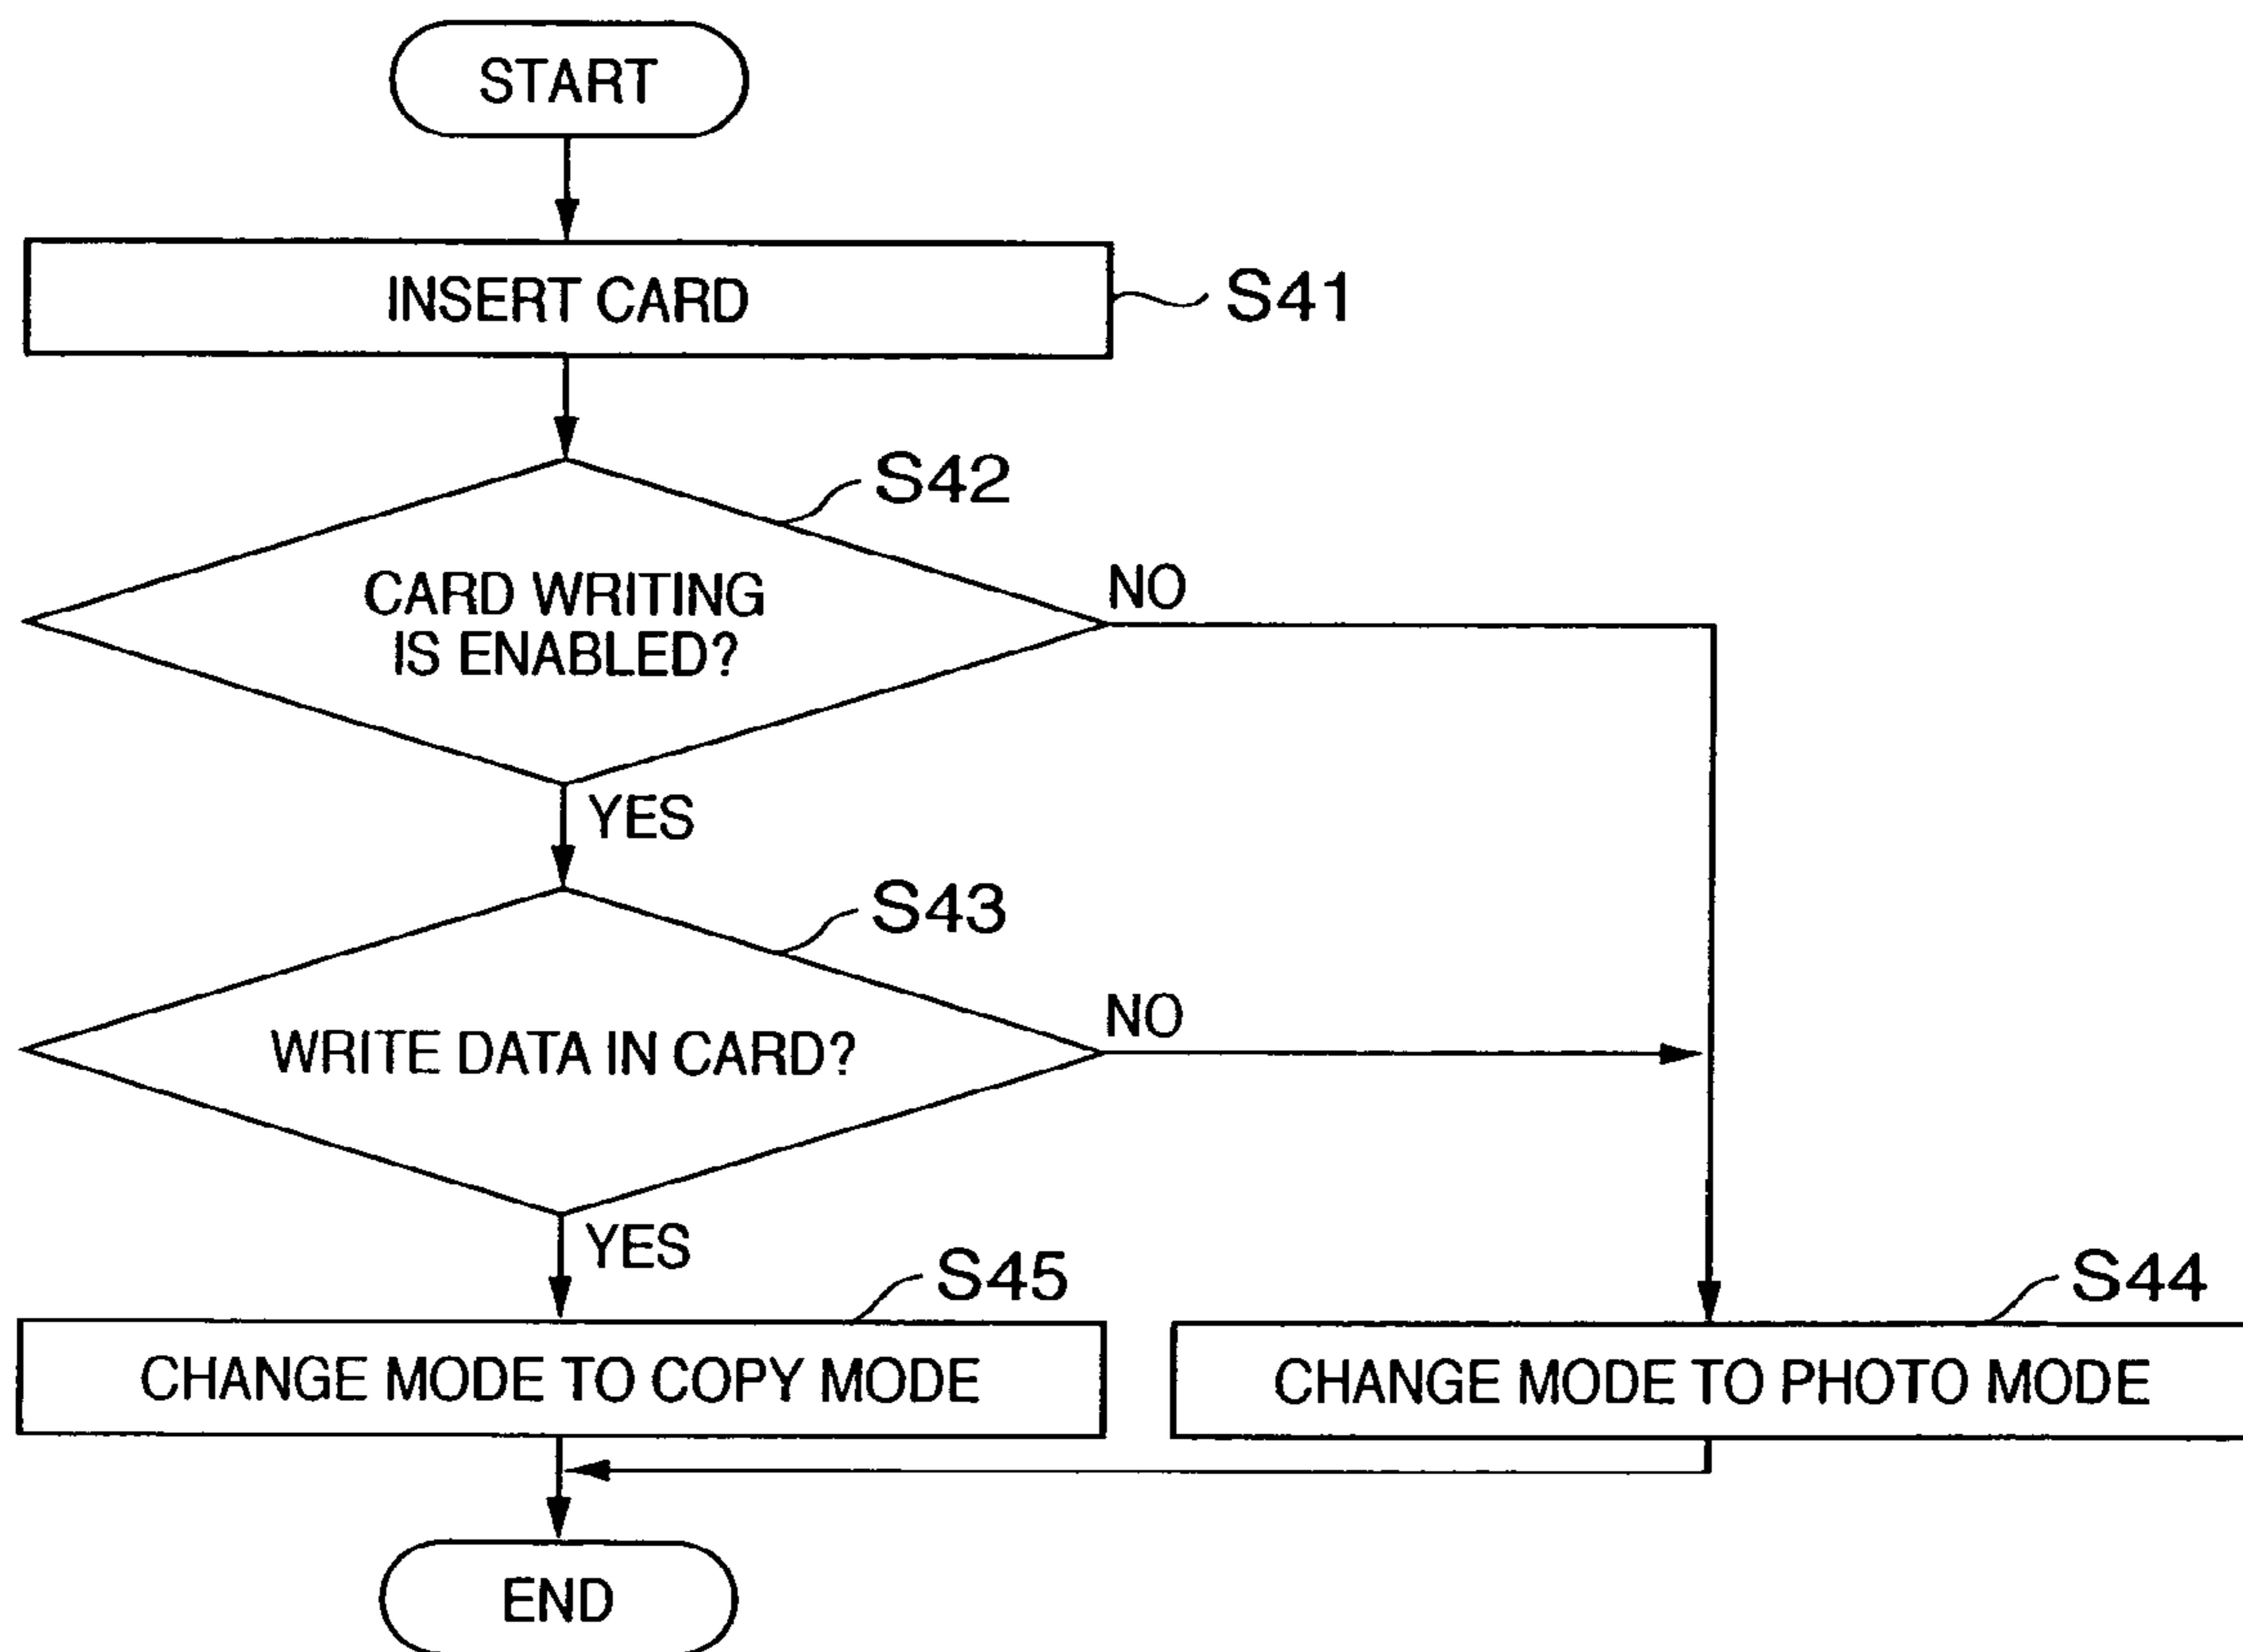 START
INSERT CARD
S41
S42
CARD WRITING
IS ENABLED?
NO
YES
S43
WRITE DATA IN CARD?
NO
YES
S45
S44
CHANGE MODE TO COPY MODE
CHANGE MODE TO PHOTO MODE
END